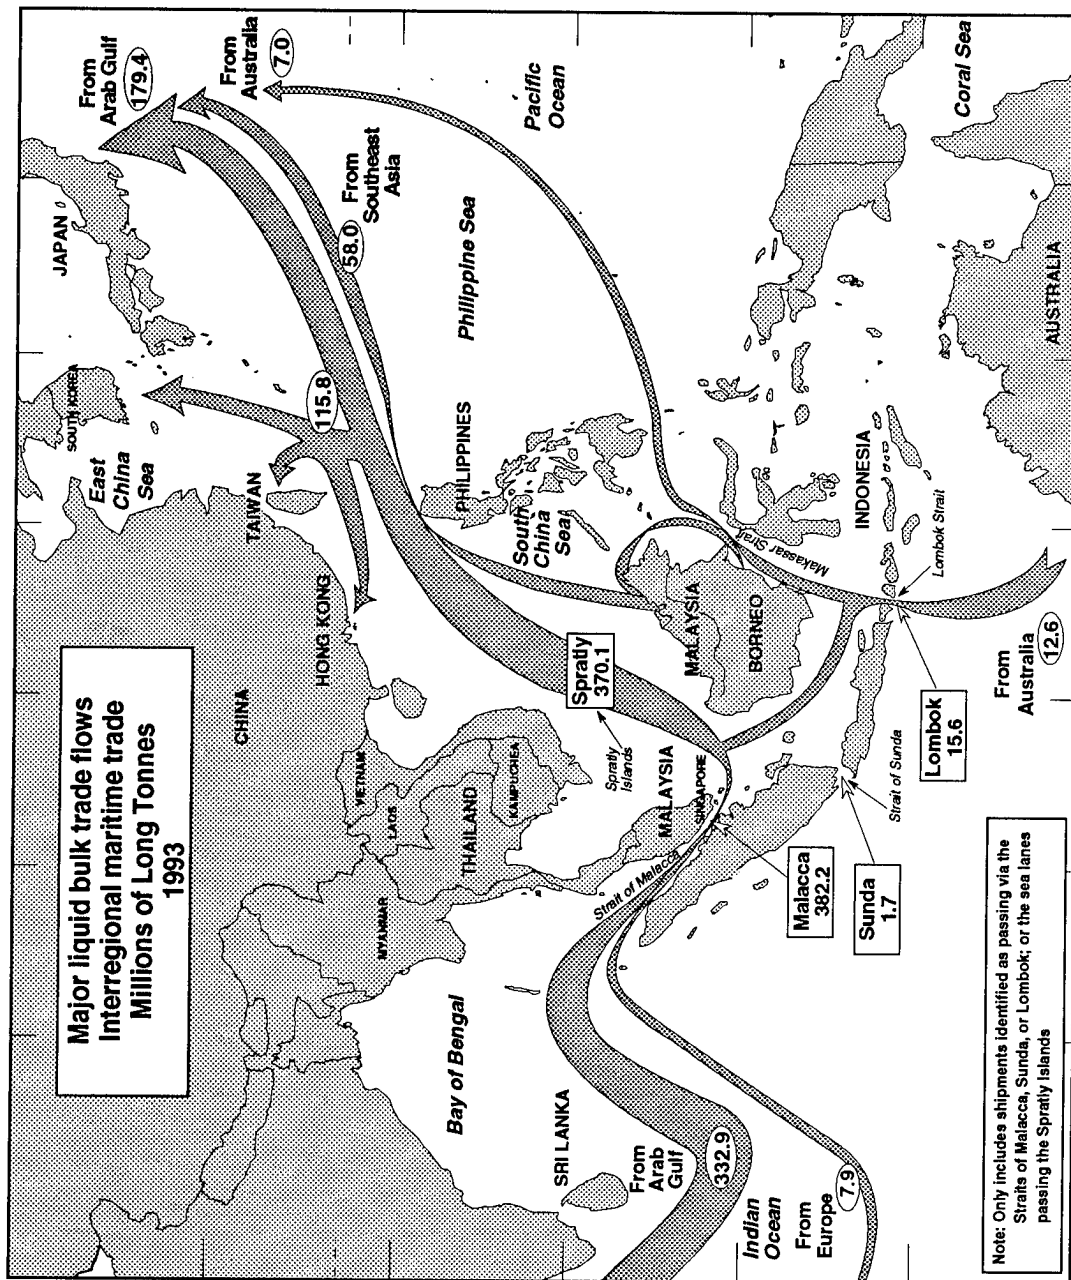 Major liquid bulk trade flows
Interregional maritime trade
Millions of Long Tonnes
1993
JAPAN
From
Arab Gulf
179.4
From
Australia
7.0
SOUTH KOREA
East
China
Sea
115.8
58.0
From
Southeast
Asia
Pacific
Ocean
Philippine Sea
Coral Sea
TAIWAN
CHINA
HONG KONG
PHILIPPINES
South
China
Sea
Spratly
370.1
Spratly
Islands
MALAYSIA
BORNEO
Makassar Strait
INDONESIA
Lombok Strait
AUSTRALIA
VIETNAM
LAOS
THAILAND
KAMPUCHEA
MYANMAR
MALAYSIA
SINGAPORE
Strait of Malacca
Malacca
382.2
Sunda
1.7
Strait of Sunda
Lombok
15.6
From
Australia
12.6
Bay of Bengal
SRI LANKA
From
Arab
Gulf
332.9
Indian
Ocean
From
Europe
7.9
Note: Only includes shipments identified as passing via the
Straits of Malacca, Sunda, or Lombok; or the sea lanes
passing the Spratly Islands